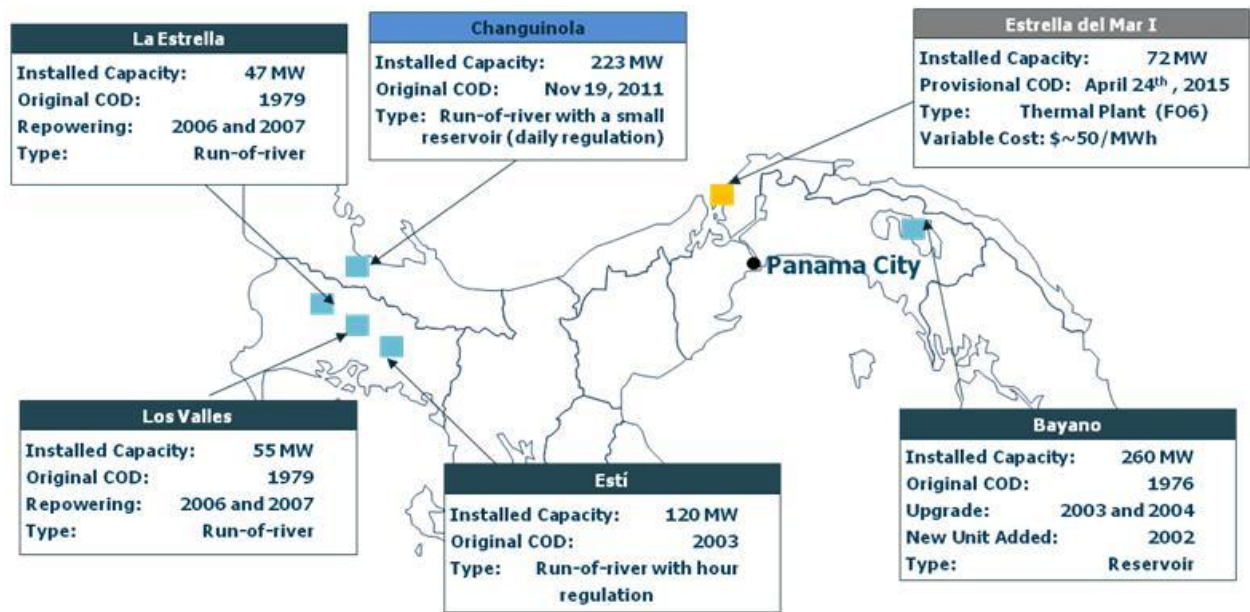 La Estrella
Installed Capacity: 47 MW
Original COD: 1979
Repowering: 2006 and 2007
Type: Run-of-river
Changuinola
Installed Capacity: 223 MW
Original COD: Nov 19, 2011
Type: Run-of-river with a small
reservoir (daily regulation)
Estrella del Mar I
Installed Capacity: 72 MW
Provisional COD: April 24th , 2015
Type: Thermal Plant (FO6)
Variable Cost: $~50/MWh
Panama City
Los Valles
Installed Capacity: 55 MW
Original COD: 1979
Repowering: 2006 and 2007
Type: Run-of-river
Estí
Installed Capacity: 120 MW
Original COD: 2003
Type: Run-of-river with hour
regulation
Bayano
Installed Capacity: 260 MW
Original COD: 1976
Upgrade: 2003 and 2004
New Unit Added: 2002
Type: Reservoir